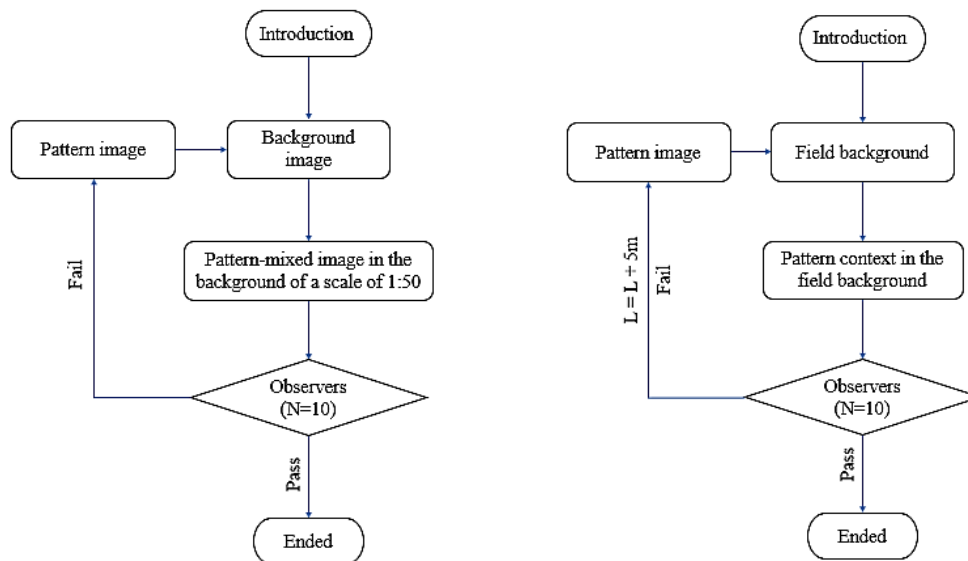 Introduction
Pattern image
Background
image
Pattern-mixed image in the
background of a scale of 1:50
Fail
Observers
(N=10)
Pass
Ended
Introduction
Pattern image
Field background
Pattern context in the
field background
L = L + 5m
Fail
Observers
(N=10)
Pass
Ended